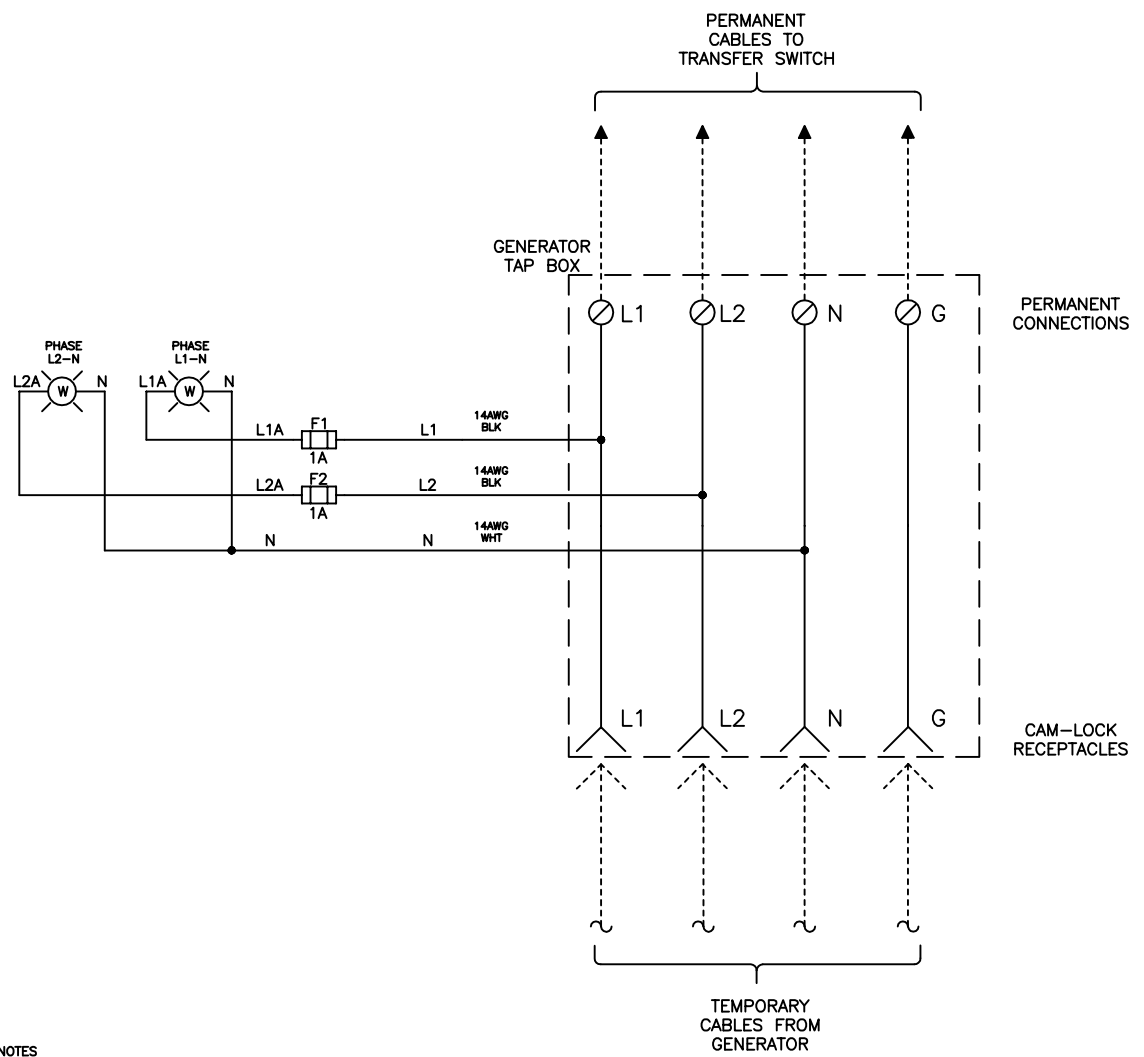 PERMANENT
CABLES TO
TRANSFER SWITCH
GENERATOR
TAP BOX
L1
L2
N
G
PERMANENT
CONNECTIONS
PHASE
L2-N
PHASE
L1-N
L2A
W
N
L1A
W
N
L1A
F1
1A
L1
14AWG
BLK
L2A
F2
1A
L2
14AWG
BLK
N
N
14AWG
WHT
L1
L2
N
G
CAM-LOCK
RECEPTACLES
TEMPORARY
CABLES FROM
GENERATOR
NOTES